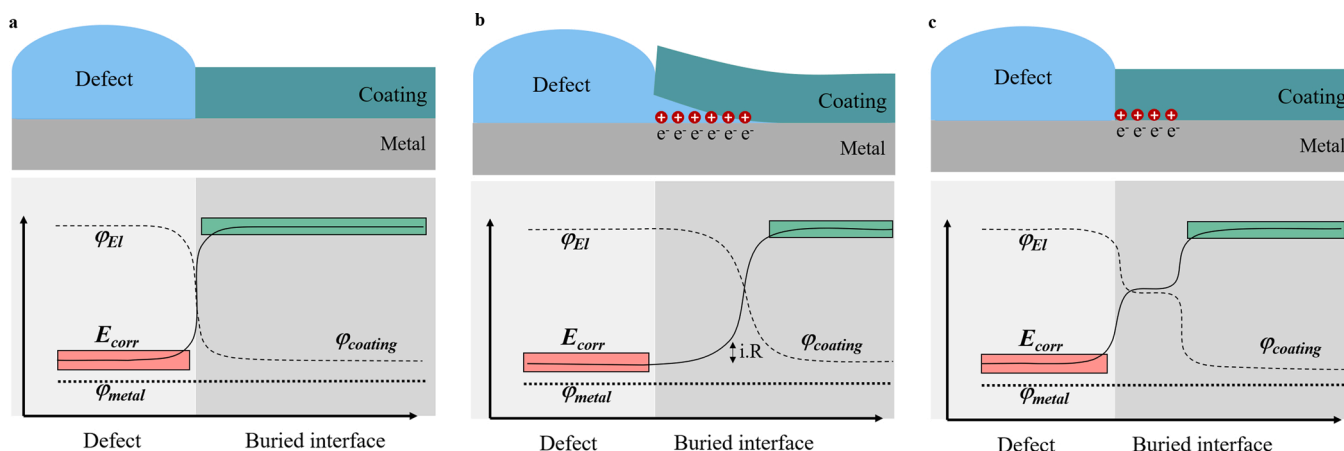 a
Defect
Coating
Metal
φEl
Ecorr
φcoating
φmetal
Defect
Buried interface
b
Defect
Coating
+ + + + + +
e- e- e- e- e- e-
Metal
φEl
Ecorr
i.R
φcoating
φmetal
Defect
Buried interface
c
Defect
Coating
+ + + +
e- e- e- e-
Metal
φEl
Ecorr
φcoating
φmetal
Defect
Buried interface